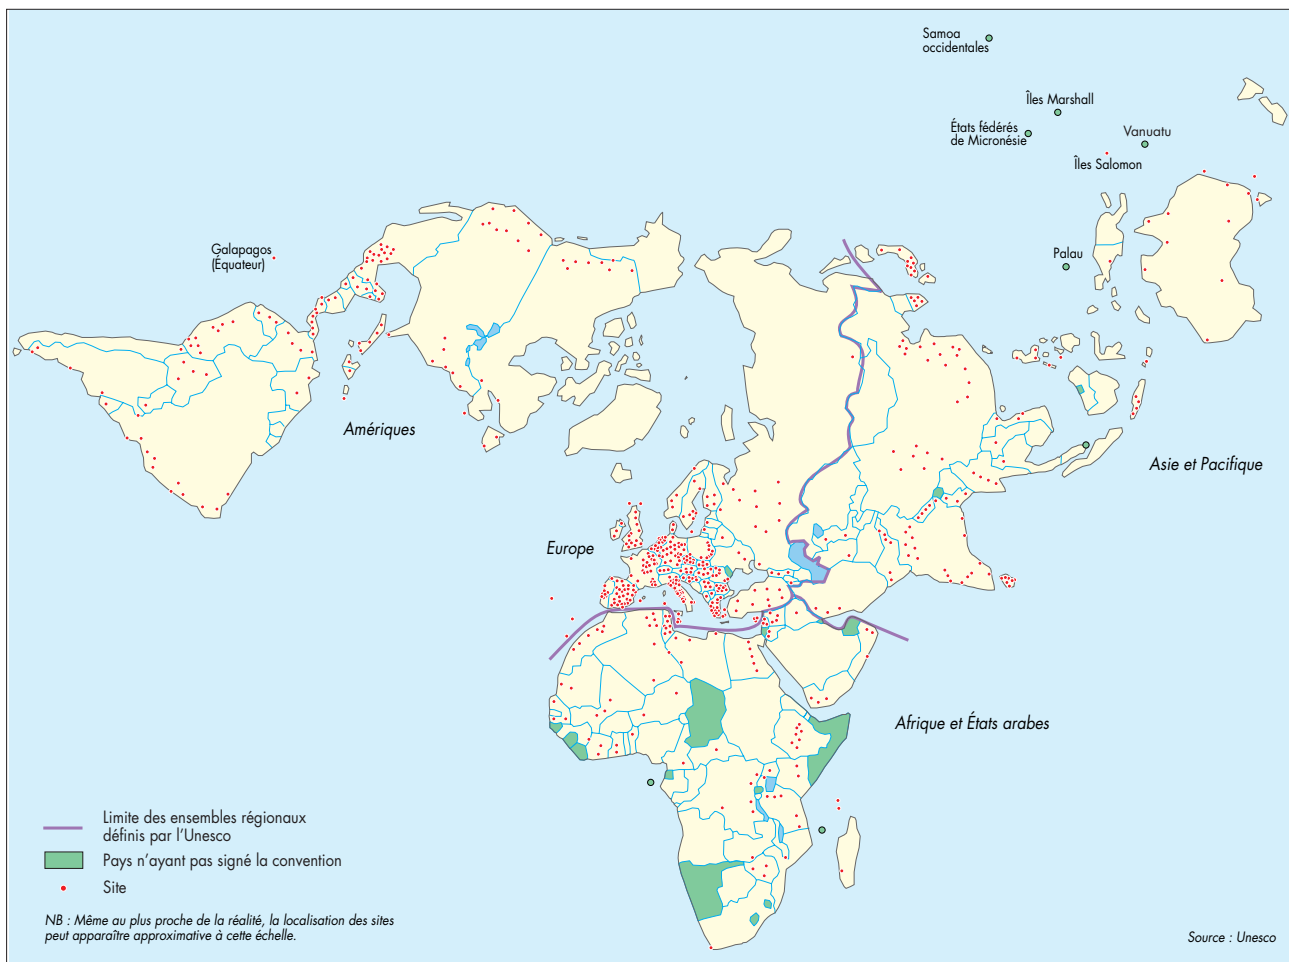 Samoa
occidentales
Îles Marshall
États fédérés
de Micronésie
Vanuatu
Îles Salomon
Galapagos
(Équateur)
Palau
Amériques
Asie et Pacifique
Europe
Afrique et États arabes
Limite des ensembles régionaux
définis par l'Unesco
Pays n'ayant pas signé la convention
Site
NB : Même au plus proche de la réalité, la localisation des sites
peut apparaître approximative à cette échelle.
Source : Unesco